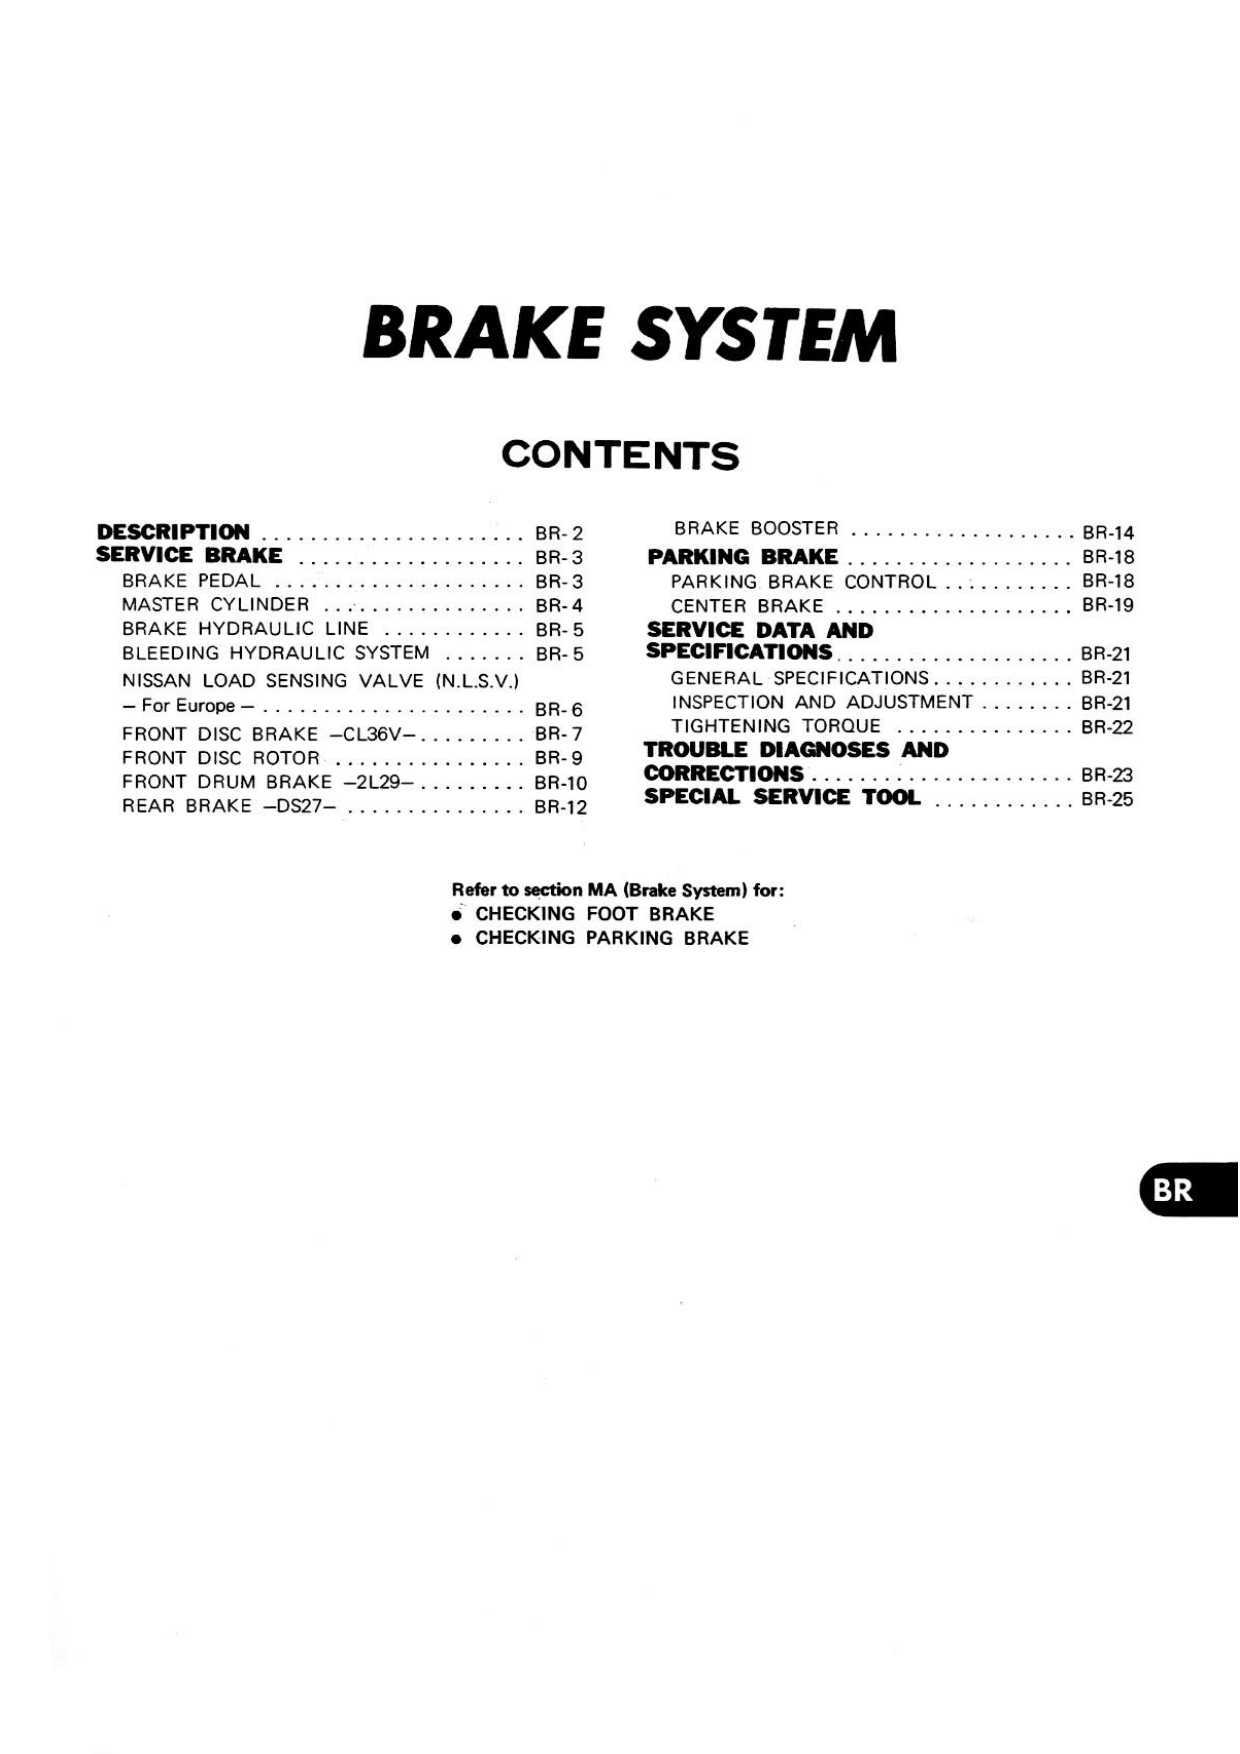 BRAKE SYSTEM
CONTENTS
DESCRIPTION ...................... BR- 2
SERVICE BRAKE ................... BR- 3
BRAKE PEDAL ..................... BR- 3
MASTER CYLINDER ................. BR- 4
BRAKE HYDRAULIC LINE ............ BR- 5
BLEEDING HYDRAULIC SYSTEM ....... BR- 5
NISSAN LOAD SENSING VALVE (N.L.S.V.)
– For Europe – ...................... BR- 6
FRONT DISC BRAKE –CL36V– ......... BR- 7
FRONT DISC ROTOR ................ BR- 9
FRONT DRUM BRAKE –2L29– ......... BR-10
REAR BRAKE –DS27– ............... BR-12
BRAKE BOOSTER ................... BR-14
PARKING BRAKE ................... BR-18
PARKING BRAKE CONTROL ........... BR-18
CENTER BRAKE .................... BR-19
SERVICE DATA AND
SPECIFICATIONS .................... BR-21
GENERAL SPECIFICATIONS ............ BR-21
INSPECTION AND ADJUSTMENT ........ BR-21
TIGHTENING TORQUE ............... BR-22
TROUBLE DIAGNOSES AND
CORRECTIONS ...................... BR-23
SPECIAL SERVICE TOOL ............ BR-25
Refer to section MA (Brake System) for:
● CHECKING FOOT BRAKE
● CHECKING PARKING BRAKE
BR